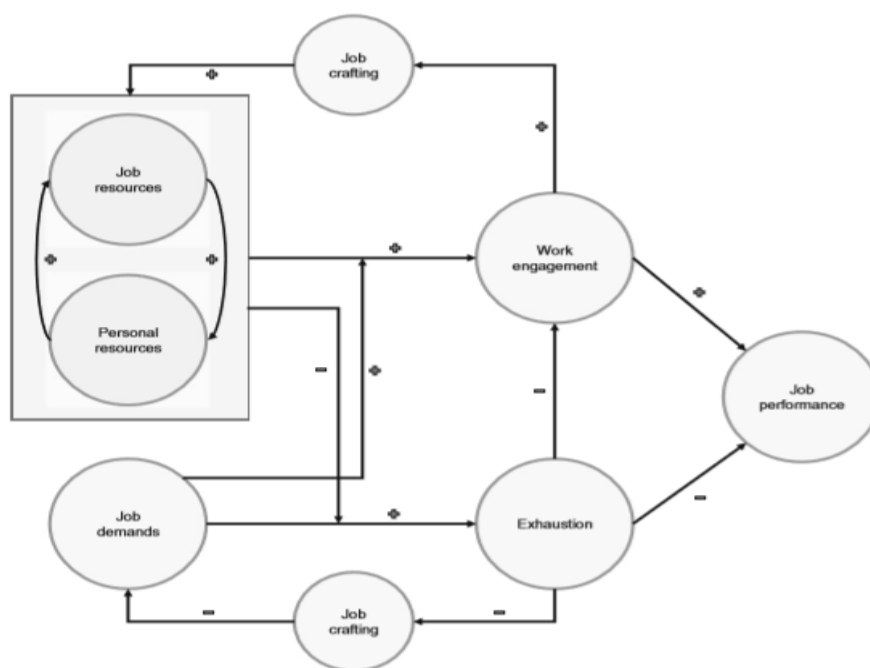 Job
crafting
+
+
Job
resources
+
+
+
Work
engagement
Personal
resources
+
-
+
-
Job
performance
Job
demands
+
Exhaustion
-
-
-
Job
crafting